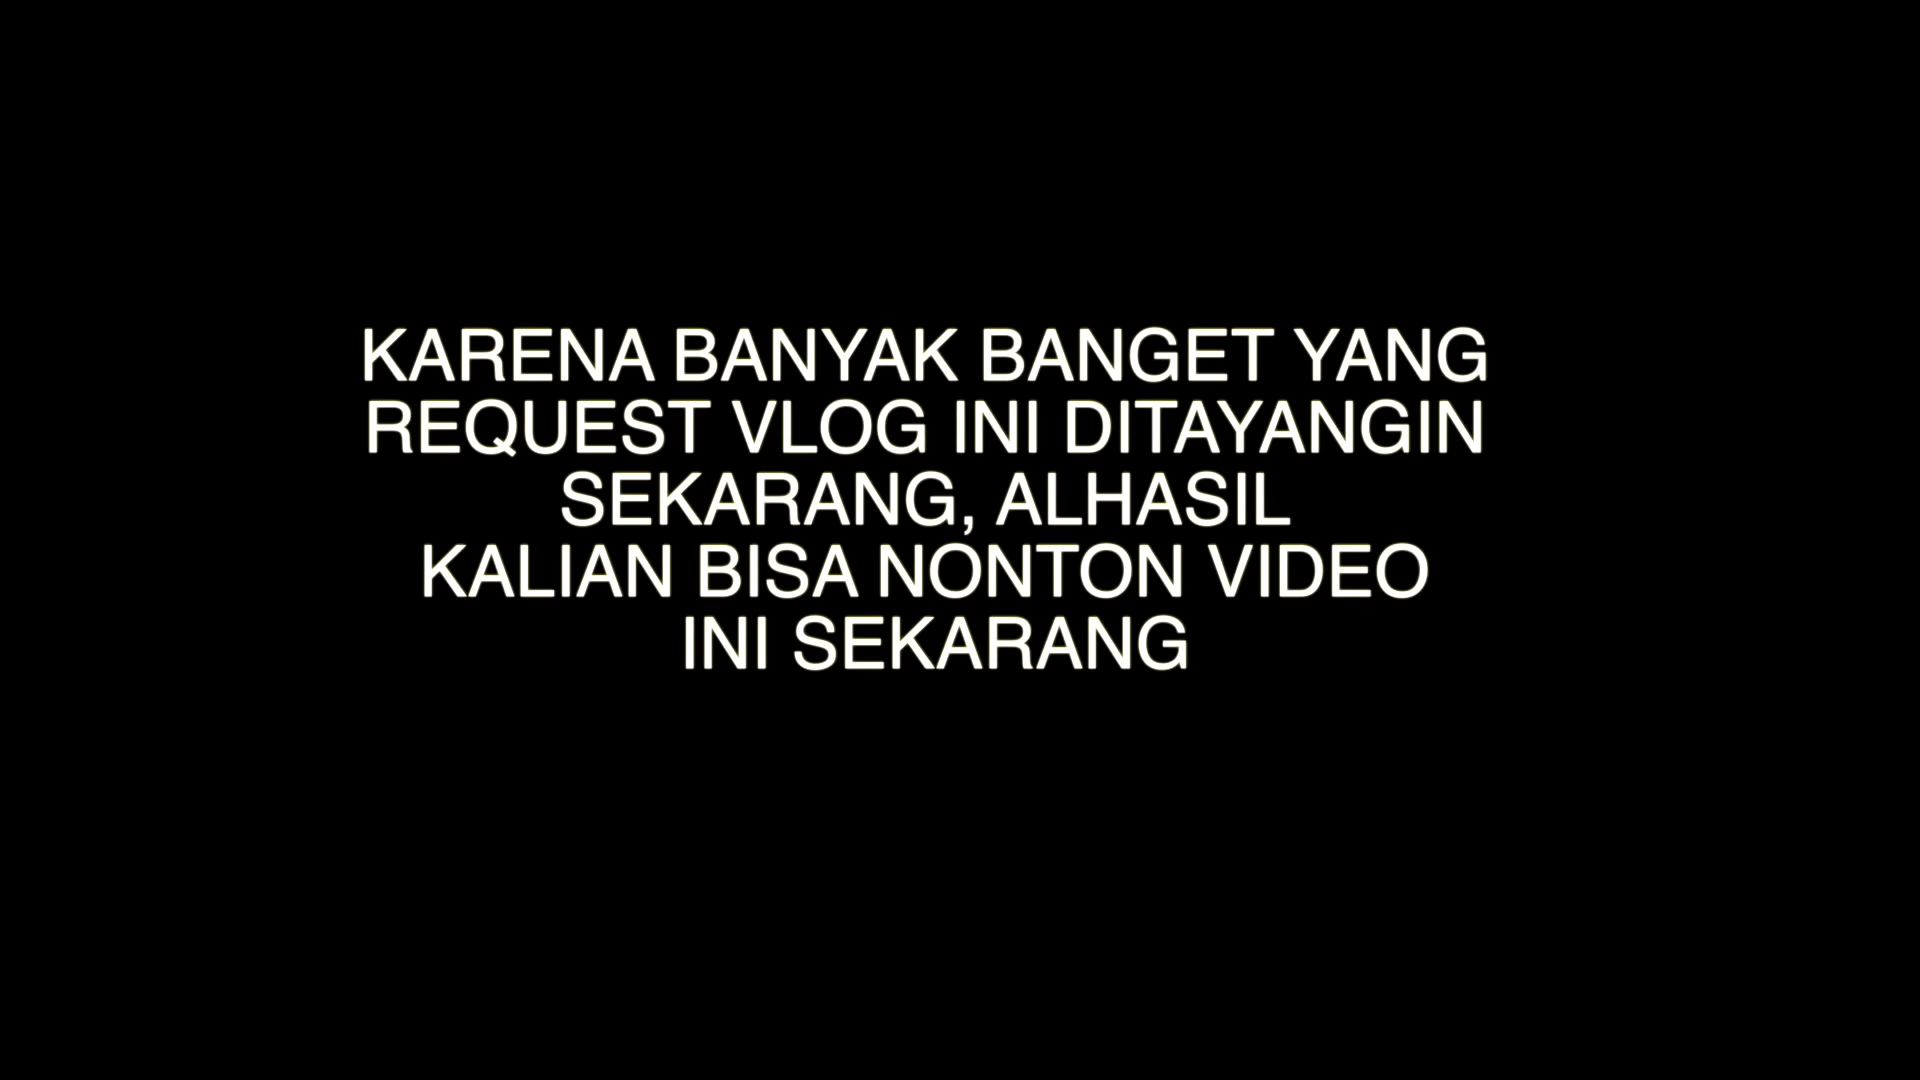 KARENA BANYAK BANGET YANG
REQUEST VLOG INI DITAYANGIN
SEKARANG, ALHASIL
KALIAN BISA NONTON VIDEO
INI SEKARANG